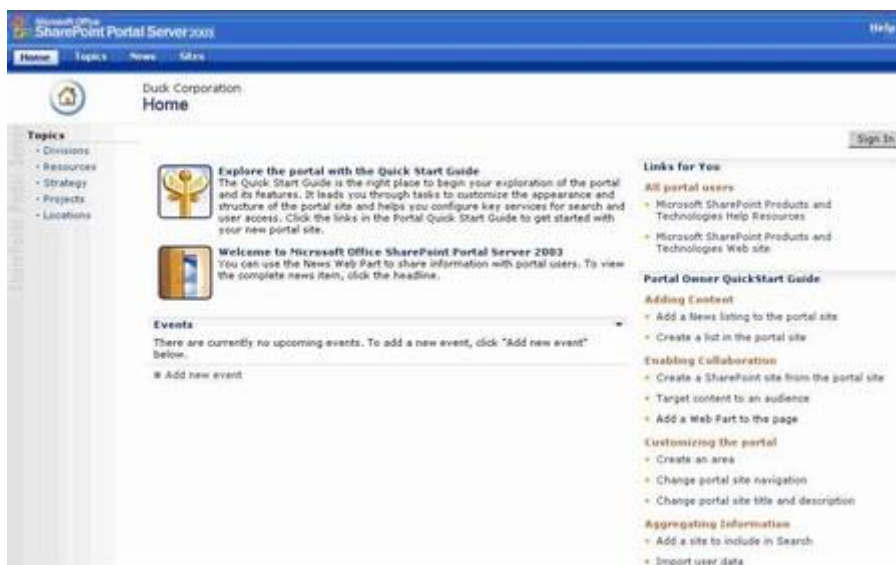 Microsoft Office
SharePoint Portal Server 2003
Help
Home Topics News Sites
Duck Corporation
Home
Topics
Divisions
Resources
Strategy
Projects
Locations
Sign In
Explore the portal with the Quick Start Guide
The Quick Start Guide is the right place to begin your exploration of the portal
and its features. It leads you through tasks to customize the appearance and
structure of the portal site and helps you configure key services for search and
user access. Click the links in the Portal Quick Start Guide to get started with
your new portal site.
Welcome to Microsoft Office SharePoint Portal Server 2003
You can use the News Web Part to share information with portal users. To view
the complete news item, click the headline.
Events
There are currently no upcoming events. To add a new event, click "Add new event"
below.
Add new event
Links for You
All portal users
Microsoft SharePoint Products and
Technologies Help Resources
Microsoft SharePoint Products and
Technologies Web site
Portal Owner QuickStart Guide
Adding Content
Add a News listing to the portal site
Create a list in the portal site
Enabling Collaboration
Create a SharePoint site from the portal site
Target content to an audience
Add a Web Part to the page
Customizing the portal
Create an area
Change portal site navigation
Change portal site title and description
Aggregating Information
Add a site to include in Search
Import user data